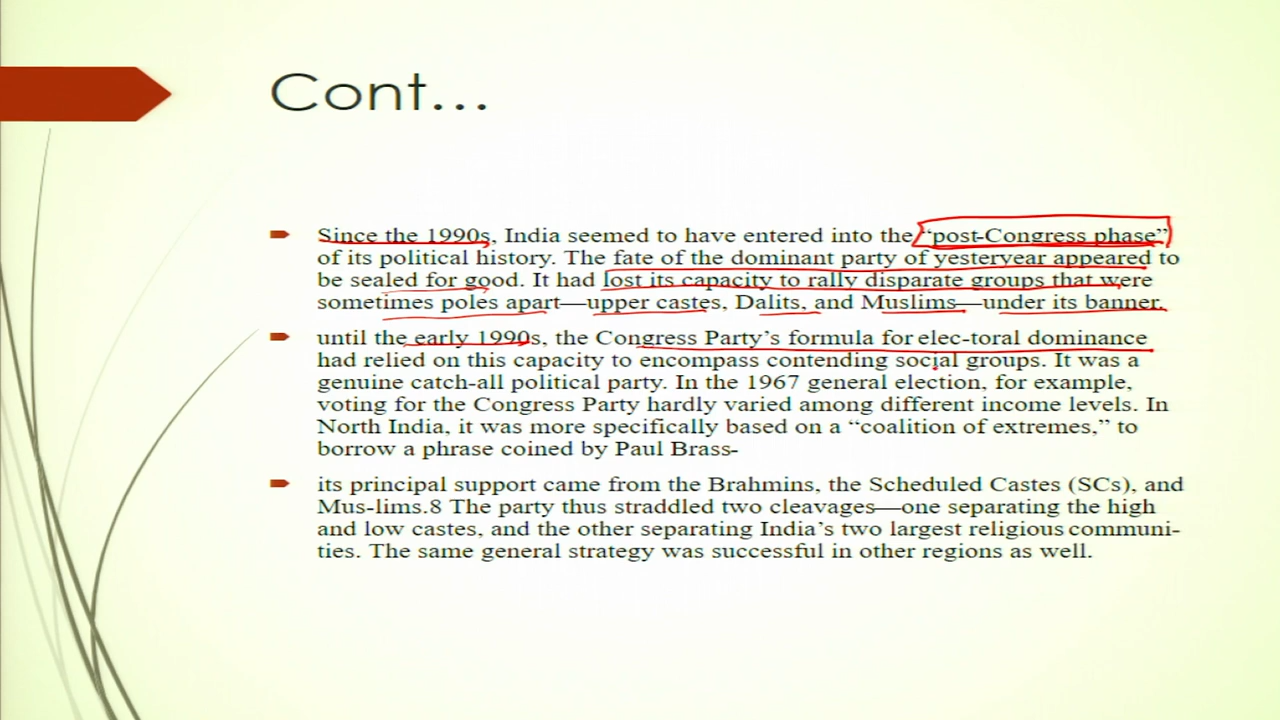 Cont...
Since the 1990s, India seemed to have entered into the “post-Congress phase”
of its political history. The fate of the dominant party of yesteryear appeared to
be sealed for good. It had lost its capacity to rally disparate groups that were
sometimes poles apart—upper castes, Dalits, and Muslims—under its banner.
until the early 1990s, the Congress Party’s formula for elec-toral dominance
had relied on this capacity to encompass contending social groups. It was a
genuine catch-all political party. In the 1967 general election, for example,
voting for the Congress Party hardly varied among different income levels. In
North India, it was more specifically based on a “coalition of extremes,” to
borrow a phrase coined by Paul Brass-
its principal support came from the Brahmins, the Scheduled Castes (SCs), and
Mus-lims.8 The party thus straddled two cleavages—one separating the high
and low castes, and the other separating India’s two largest religious communi-
ties. The same general strategy was successful in other regions as well.